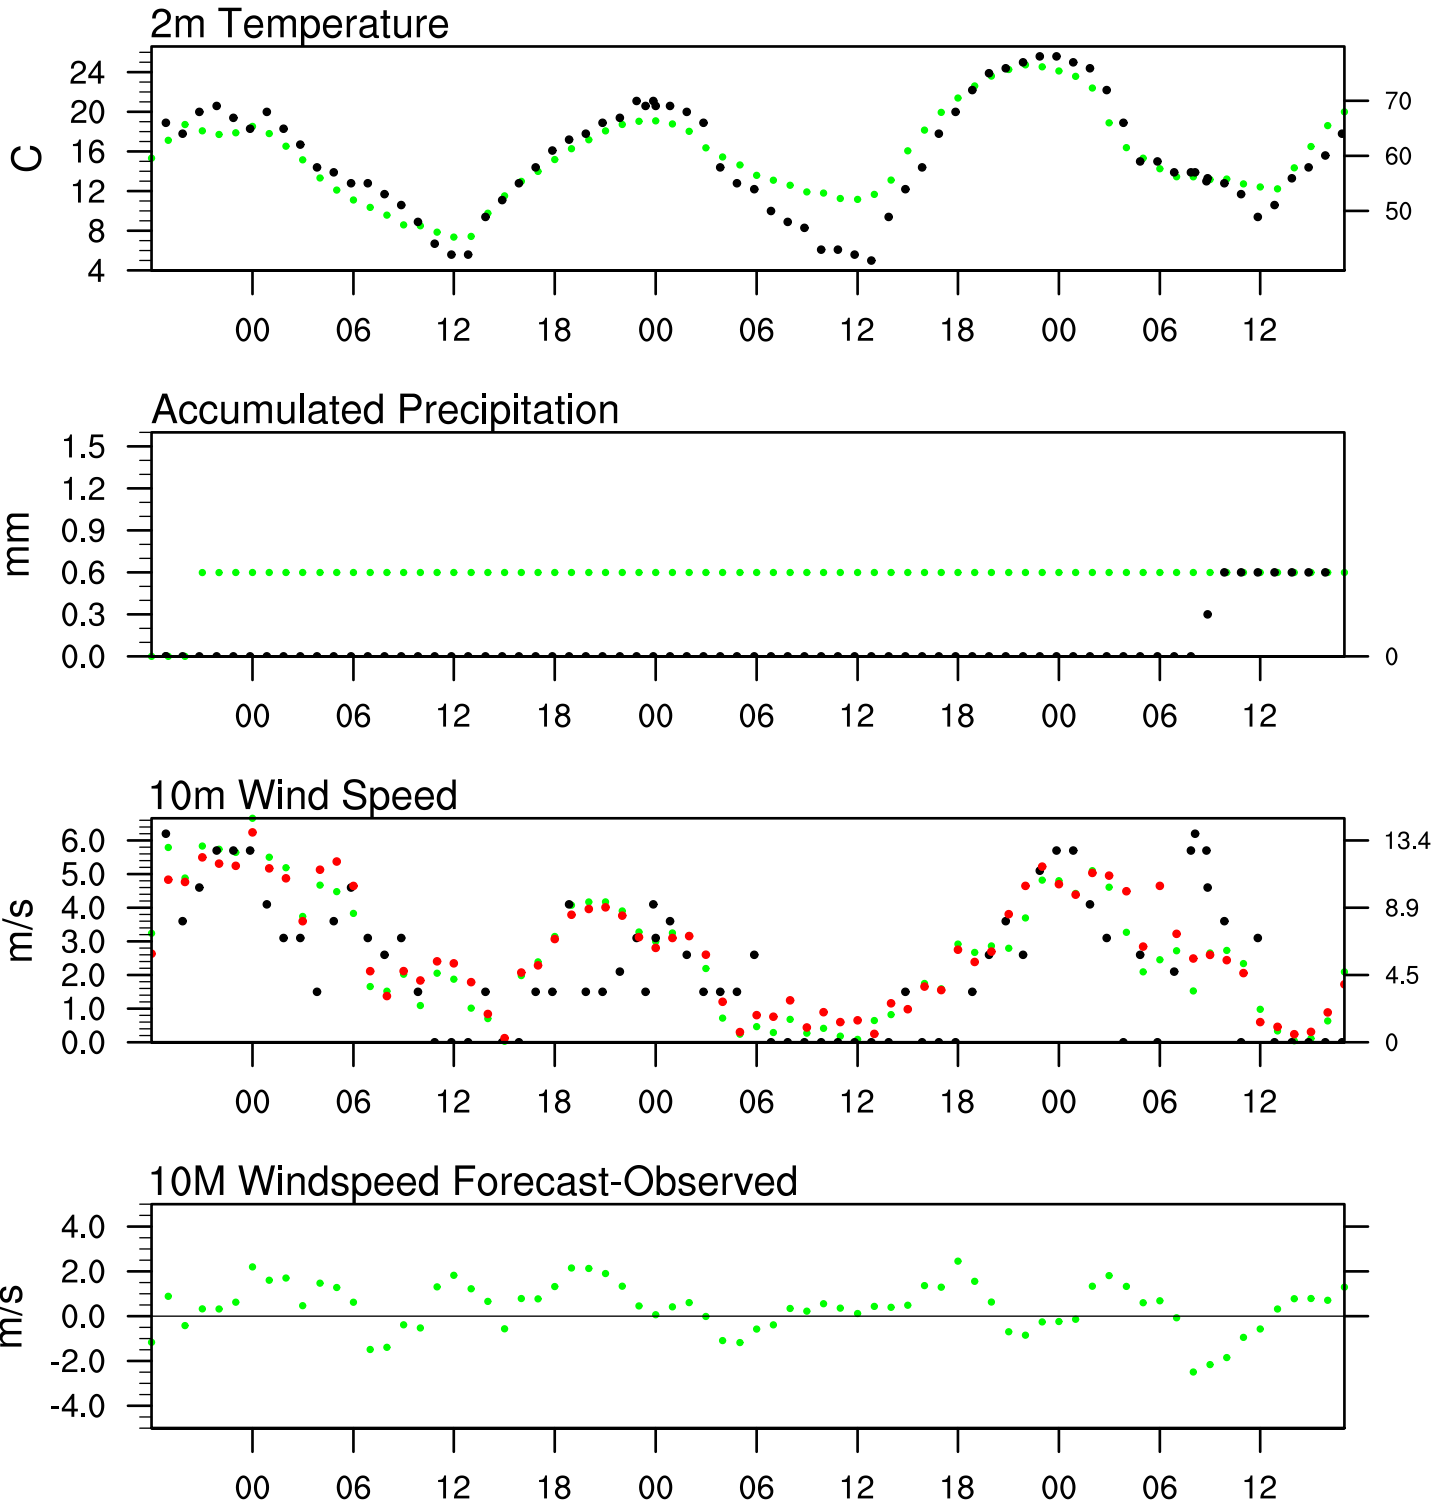 2m Temperature
24
20
16
12
8
4
C
70
60
50
00 06 12 18 00 06 12 18 00 06 12
Accumulated Precipitation
1.5
1.2
0.9
0.6
0.3
0.0
mm
0
00 06 12 18 00 06 12 18 00 06 12
10m Wind Speed
6.0
5.0
4.0
3.0
2.0
1.0
0.0
m/s
13.4
8.9
4.5
0
00 06 12 18 00 06 12 18 00 06 12
10M Windspeed Forecast-Observed
4.0
2.0
0.0
-2.0
-4.0
m/s
00 06 12 18 00 06 12 18 00 06 12